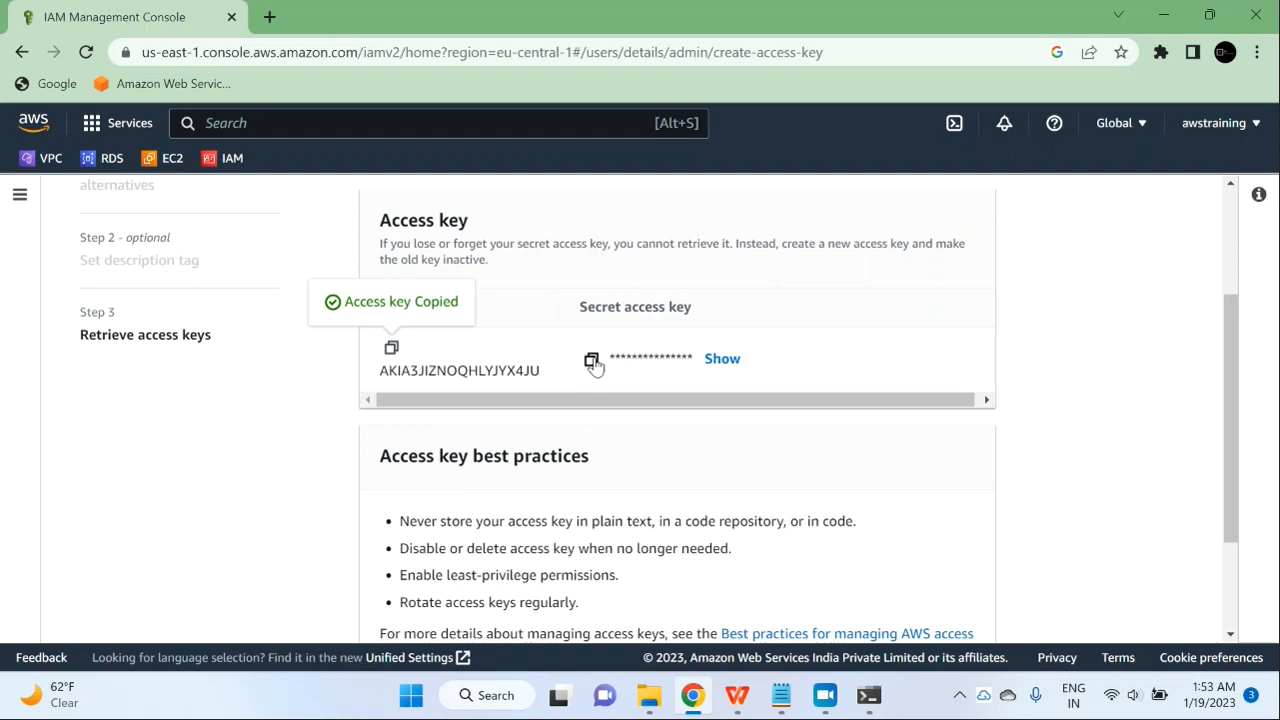 IAM Management Console
us-east-1.console.aws.amazon.com/iamv2/home?region=eu-central-1#/users/details/admin/create-access-key
Google
Amazon Web Servic...
aws
Services
Search
[Alt+S]
Global
awstraining
VPC
RDS
EC2
IAM
alternatives
Step 2 - optional
Set description tag
Step 3
Retrieve access keys
Access key
If you lose or forget your secret access key, you cannot retrieve it. Instead, create a new access key and make
the old key inactive.
Access key Copied
Secret access key
AKIA3JIZNOQHLYJYX4JU
***************
Show
Access key best practices
• Never store your access key in plain text, in a code repository, or in code.
• Disable or delete access key when no longer needed.
• Enable least-privilege permissions.
• Rotate access keys regularly.
For more details about managing access keys, see the Best practices for managing AWS access
Feedback
Looking for language selection? Find it in the new Unified Settings
© 2023, Amazon Web Services India Private Limited or its affiliates.
Privacy
Terms
Cookie preferences
62°F
Clear
Search
ENG
IN
1:53 AM
1/19/2023
3